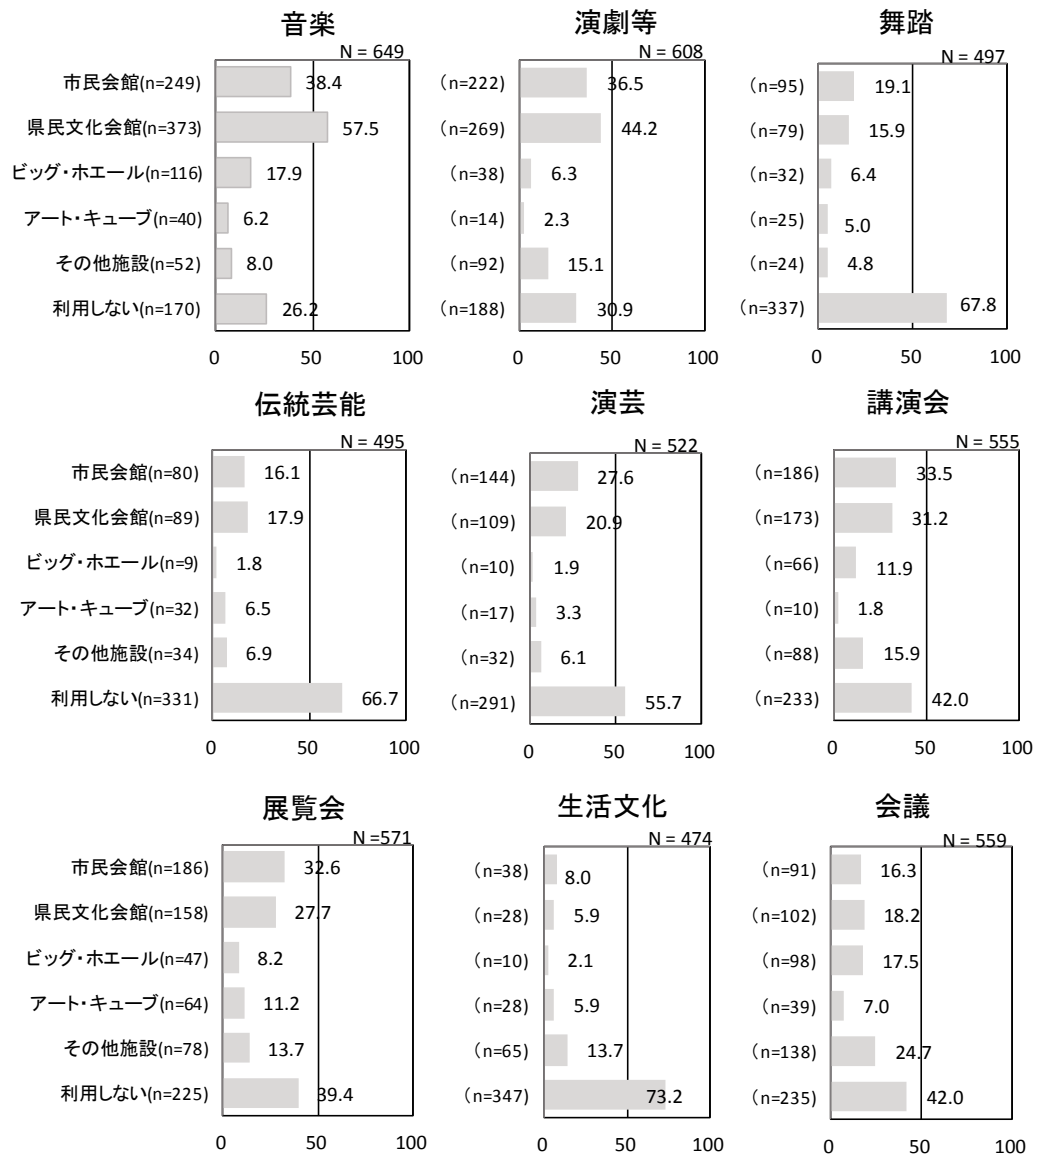 音楽
N = 649
市民会館(n=249) 38.4
県民文化会館(n=373) 57.5
ビッグ・ホエール(n=116) 17.9
アート・キューブ(n=40) 6.2
その他施設(n=52) 8.0
利用しない(n=170) 26.2
0 50 100
演劇等
N = 608
(n=222) 36.5
(n=269) 44.2
(n=38) 6.3
(n=14) 2.3
(n=92) 15.1
(n=188) 30.9
0 50 100
舞踏
N = 497
(n=95) 19.1
(n=79) 15.9
(n=32) 6.4
(n=25) 5.0
(n=24) 4.8
(n=337) 67.8
0 50 100
伝統芸能
N = 495
市民会館(n=80) 16.1
県民文化会館(n=89) 17.9
ビッグ・ホエール(n=9) 1.8
アート・キューブ(n=32) 6.5
その他施設(n=34) 6.9
利用しない(n=331) 66.7
0 50 100
演芸
N = 522
(n=144) 27.6
(n=109) 20.9
(n=10) 1.9
(n=17) 3.3
(n=32) 6.1
(n=291) 55.7
0 50 100
講演会
N = 555
(n=186) 33.5
(n=173) 31.2
(n=66) 11.9
(n=10) 1.8
(n=88) 15.9
(n=233) 42.0
0 50 100
展覧会
N =571
市民会館(n=186) 32.6
県民文化会館(n=158) 27.7
ビッグ・ホエール(n=47) 8.2
アート・キューブ(n=64) 11.2
その他施設(n=78) 13.7
利用しない(n=225) 39.4
0 50 100
生活文化
N = 474
(n=38) 8.0
(n=28) 5.9
(n=10) 2.1
(n=28) 5.9
(n=65) 13.7
(n=347) 73.2
0 50 100
会議
N = 559
(n=91) 16.3
(n=102) 18.2
(n=98) 17.5
(n=39) 7.0
(n=138) 24.7
(n=235) 42.0
0 50 100